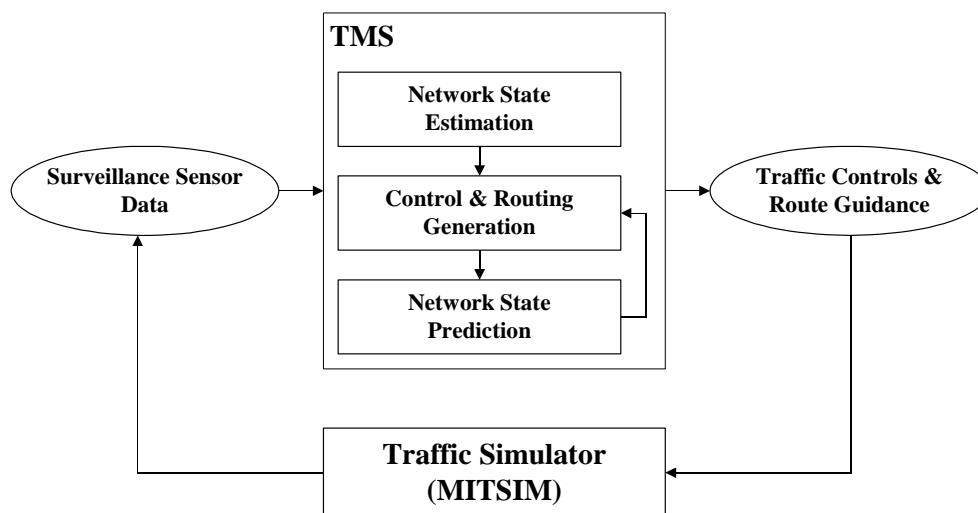 TMS
Network State
Estimation
Surveillance Sensor
Data
Control & Routing
Generation
Traffic Controls &
Route Guidance
Network State
Prediction
Traffic Simulator
(MITSIM)